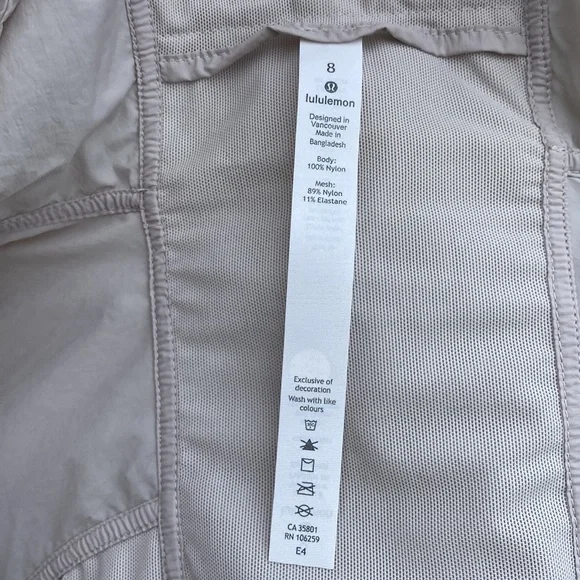 8
lululemon
Designed in
Vancouver
Made in
Bangladesh
Body:
100% Nylon
Mesh:
89% Nylon
11% Elastane
Exclusive of
decoration
Wash with like
colours
CA 35801
RN 106259
E4